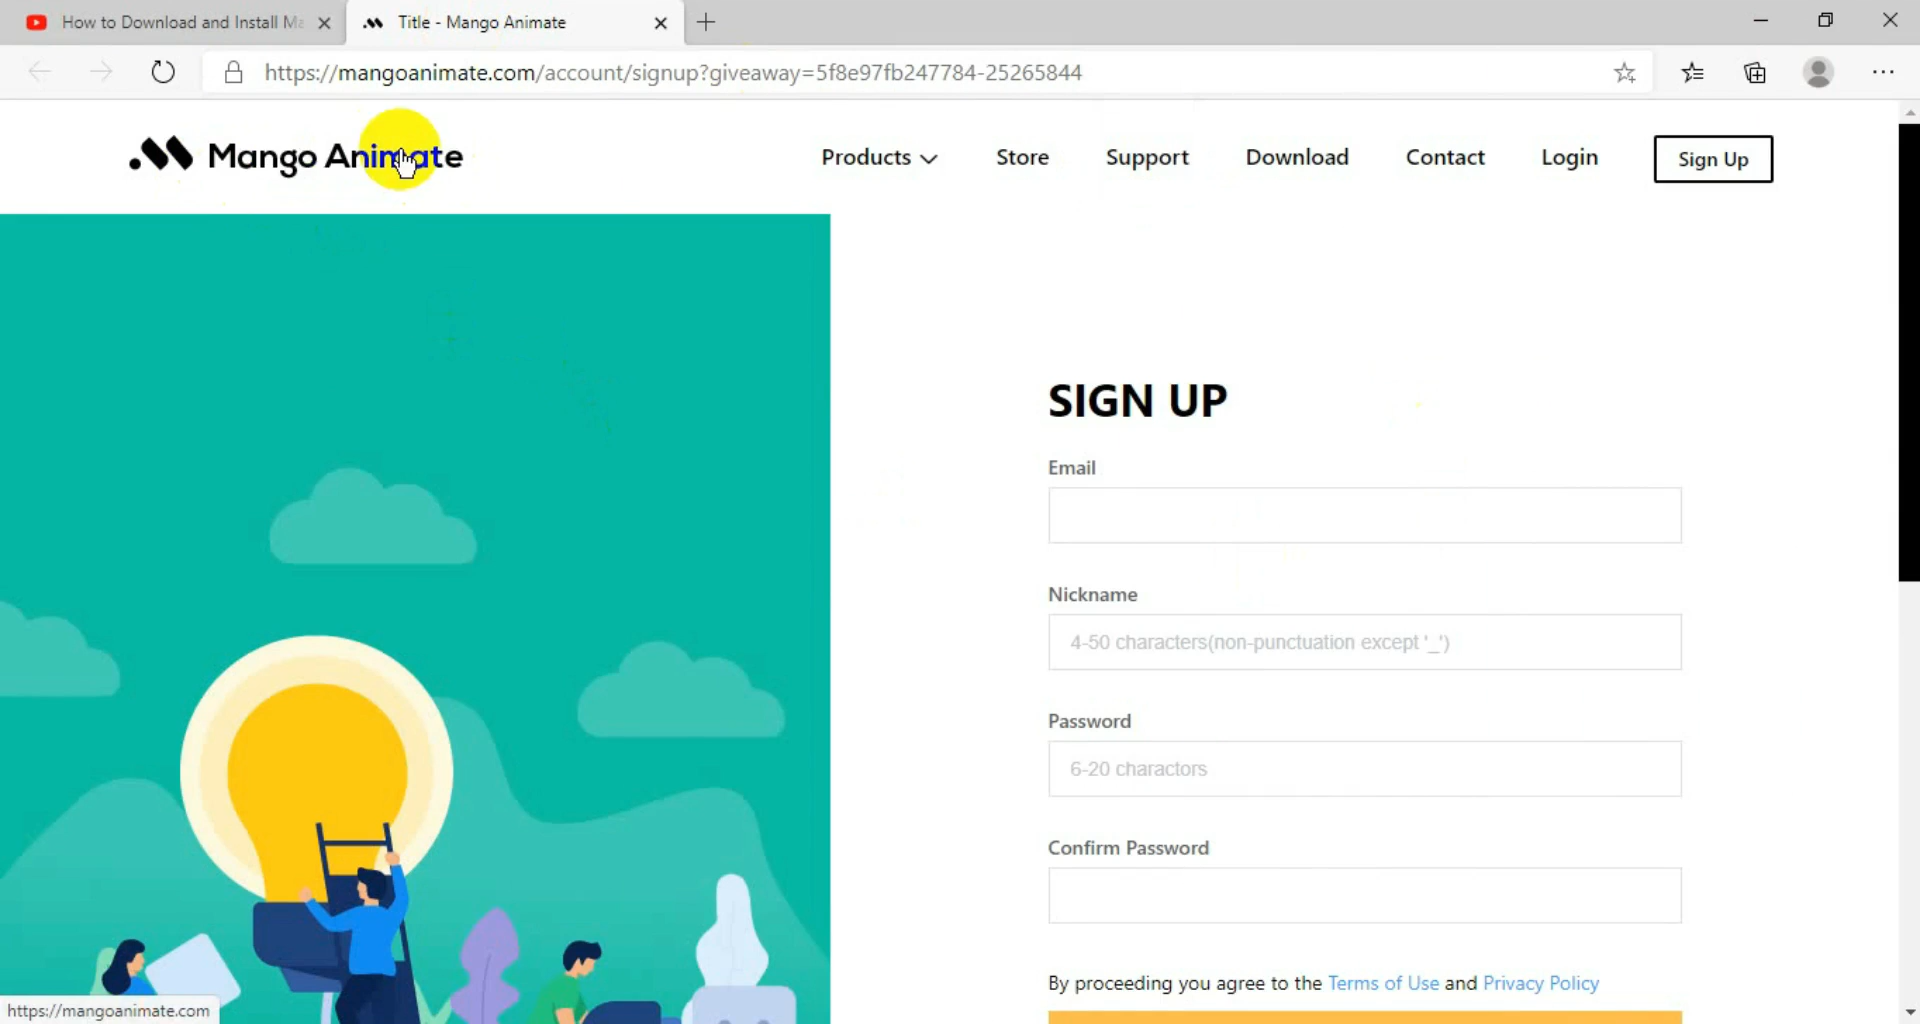 How to Download and Install Ma
Title - Mango Animate
https://mangoanimate.com/account/signup?giveaway=5f8e97fb247784-25265844
Mango Animate
Products
Store
Support
Download
Contact
Login
Sign Up
SIGN UP
Email
Nickname
4-50 characters(non-punctuation except '_')
Password
6-20 charactors
Confirm Password
By proceeding you agree to the Terms of Use and Privacy Policy
https://mangoanimate.com